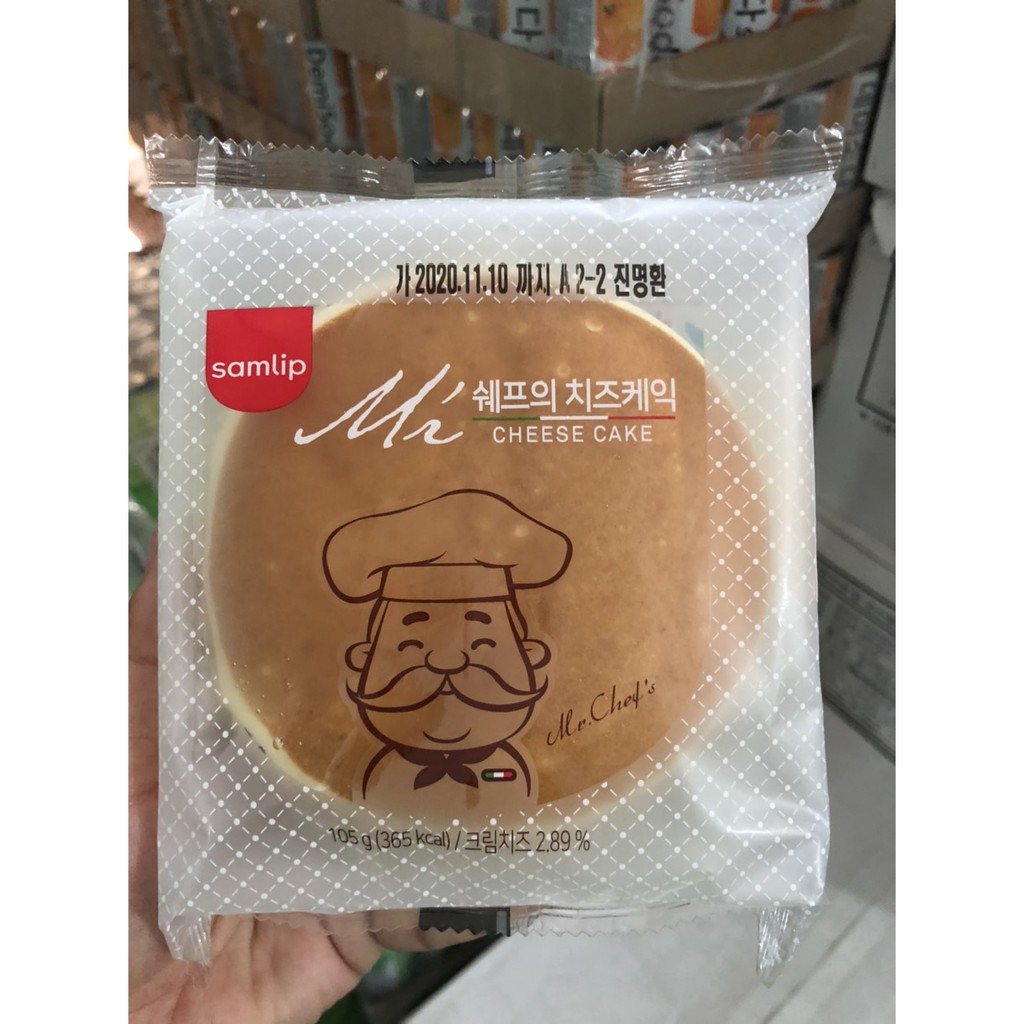 가 2020.11.10 까지 A 2-2 진명환
samlip
Mr 쉐프의 치즈케익
CHEESE CAKE
Mr.Chef's
105 g (365 kcal) / 크림치즈 2.89 %